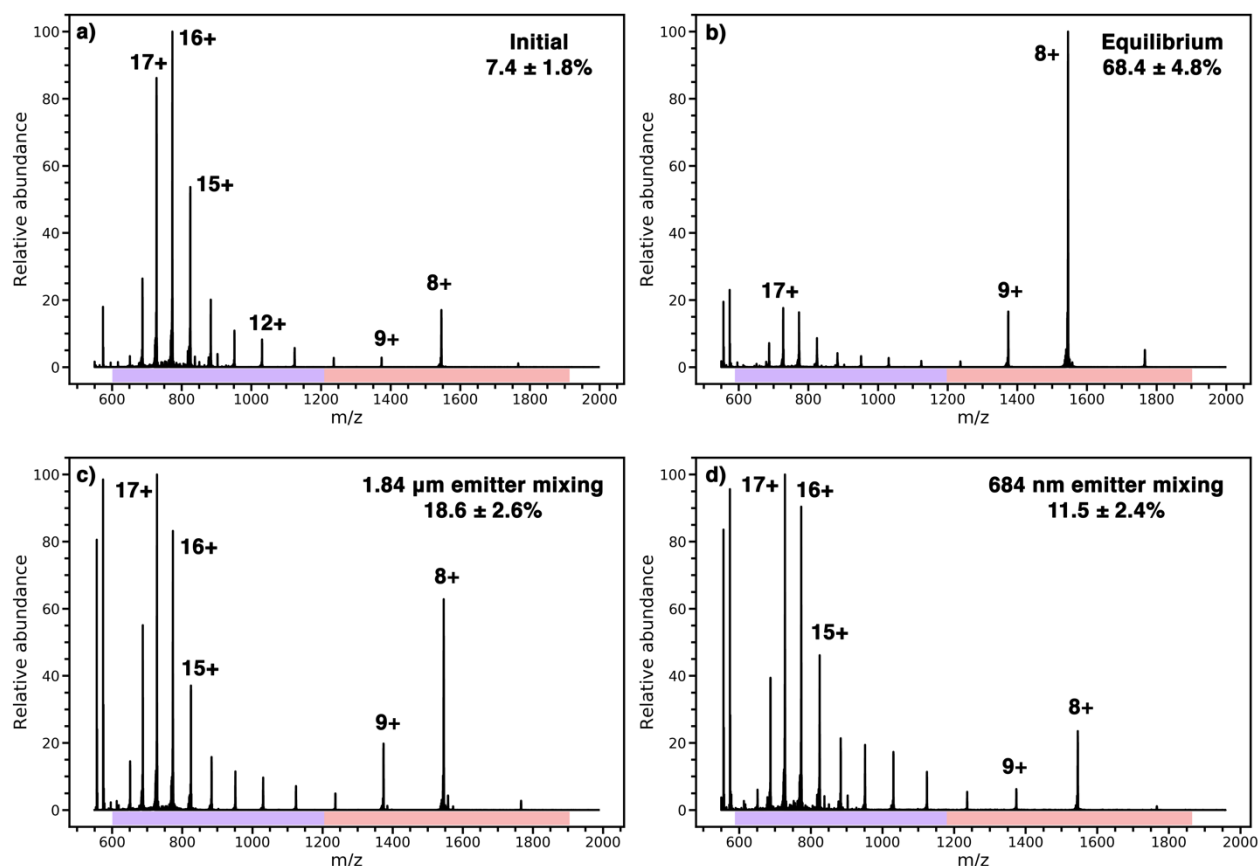 a)
Initial
7.4 ± 1.8%
17+
16+
15+
12+
9+
8+
Relative abundance
100
80
60
40
20
0
600 800 1000 1200 1400 1600 1800 2000
m/z
b)
Equilibrium
68.4 ± 4.8%
8+
17+
9+
Relative abundance
100
80
60
40
20
0
600 800 1000 1200 1400 1600 1800 2000
m/z
c)
1.84 µm emitter mixing
18.6 ± 2.6%
17+
16+
15+
9+
8+
Relative abundance
100
80
60
40
20
0
600 800 1000 1200 1400 1600 1800 2000
m/z
d)
684 nm emitter mixing
11.5 ± 2.4%
17+
16+
15+
9+
8+
Relative abundance
100
80
60
40
20
0
600 800 1000 1200 1400 1600 1800 2000
m/z